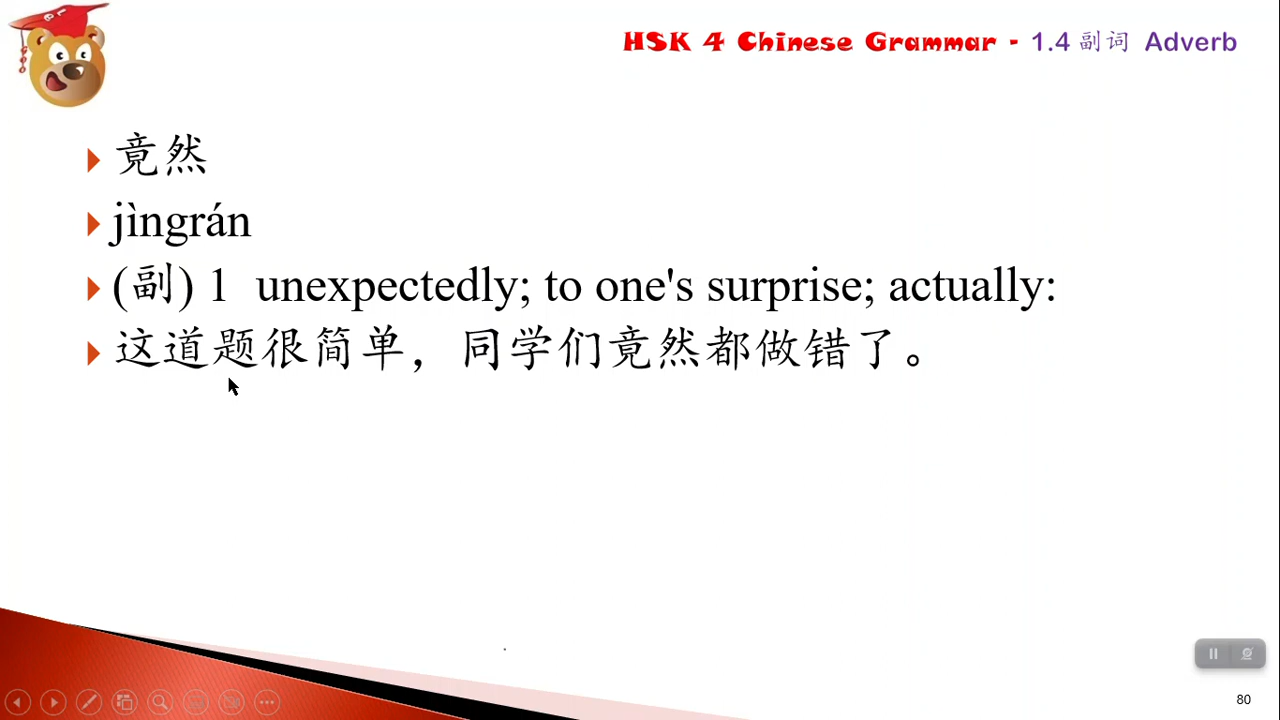 HSK 4 Chinese Grammar - 1.4 副词 Adverb
竟然
jìngrán
(副) 1 unexpectedly; to one's surprise; actually:
这道题很简单，同学们竟然都做错了。
80